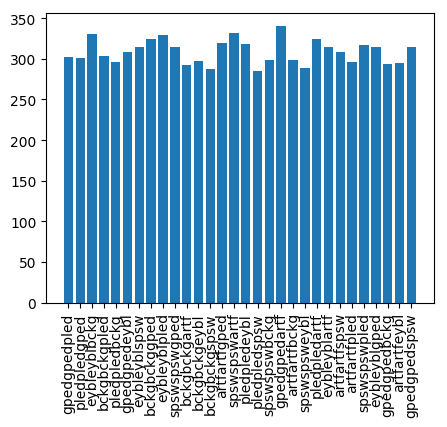 350
300
250
200
150
100
50
0
gpedgpedpled
pledpledgped
eybleyblbckg
bckgbckgpled
pledpledbckg
gpedgpedeybl
eybleyblspsw
bckgbckggped
eybleyblpled
spswspswgped
bckgbckgartf
bckgbckgeybl
bckgbckgspsw
artfartfgped
spswspswartf
pledpledeybl
pledpledspsw
spswspswbckg
gpedgpedartf
artfartfbckg
spswspsweybl
pledpledartf
eybleyblartf
artfartfspsw
artfartfpled
spswspswpled
eybleyblgped
gpedgpedbckg
artfartfeybl
gpedgpedspsw